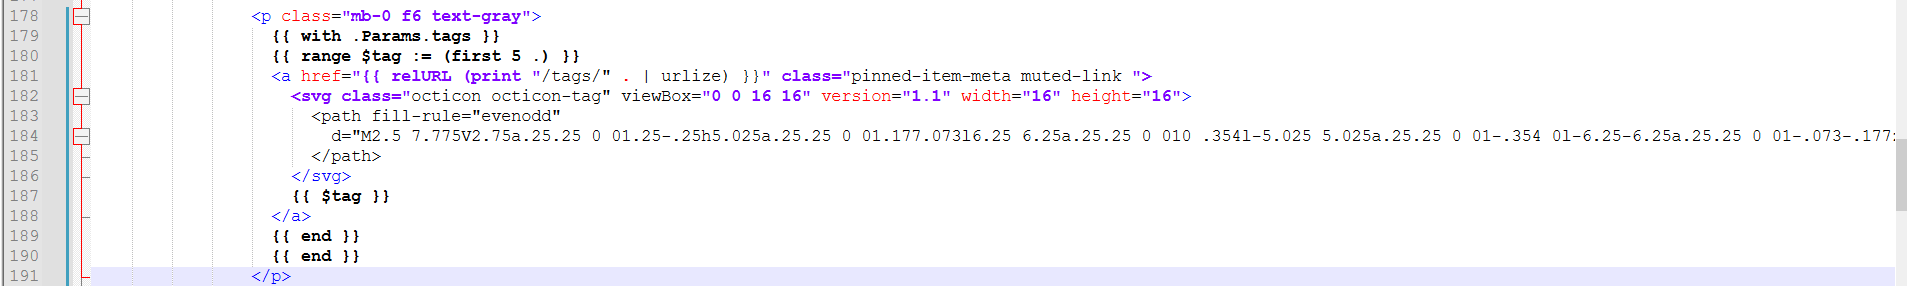 178 <p class="mb-0 f6 text-gray">
179 {{ with .Params.tags }}
180 {{ range $tag := (first 5 .) }}
181 <a href="{{ relURL (print "/tags/" . | urlize) }}" class="pinned-item-meta muted-link ">
182 <svg class="octicon octicon-tag" viewBox="0 0 16 16" version="1.1" width="16" height="16">
183 <path fill-rule="evenodd"
184 d="M2.5 7.775V2.75a.25.25 0 01.25-.25h5.025a.25.25 0 01.177.073l6.25 6.25a.25.25 0 010 .354l-5.025 5.025a.25.25 0 01-.354 0l-6.25-6.25a.25.25 0 01-.073-.177
185 </path>
186 </svg>
187 {{ $tag }}
188 </a>
189 {{ end }}
190 {{ end }}
191 </p>